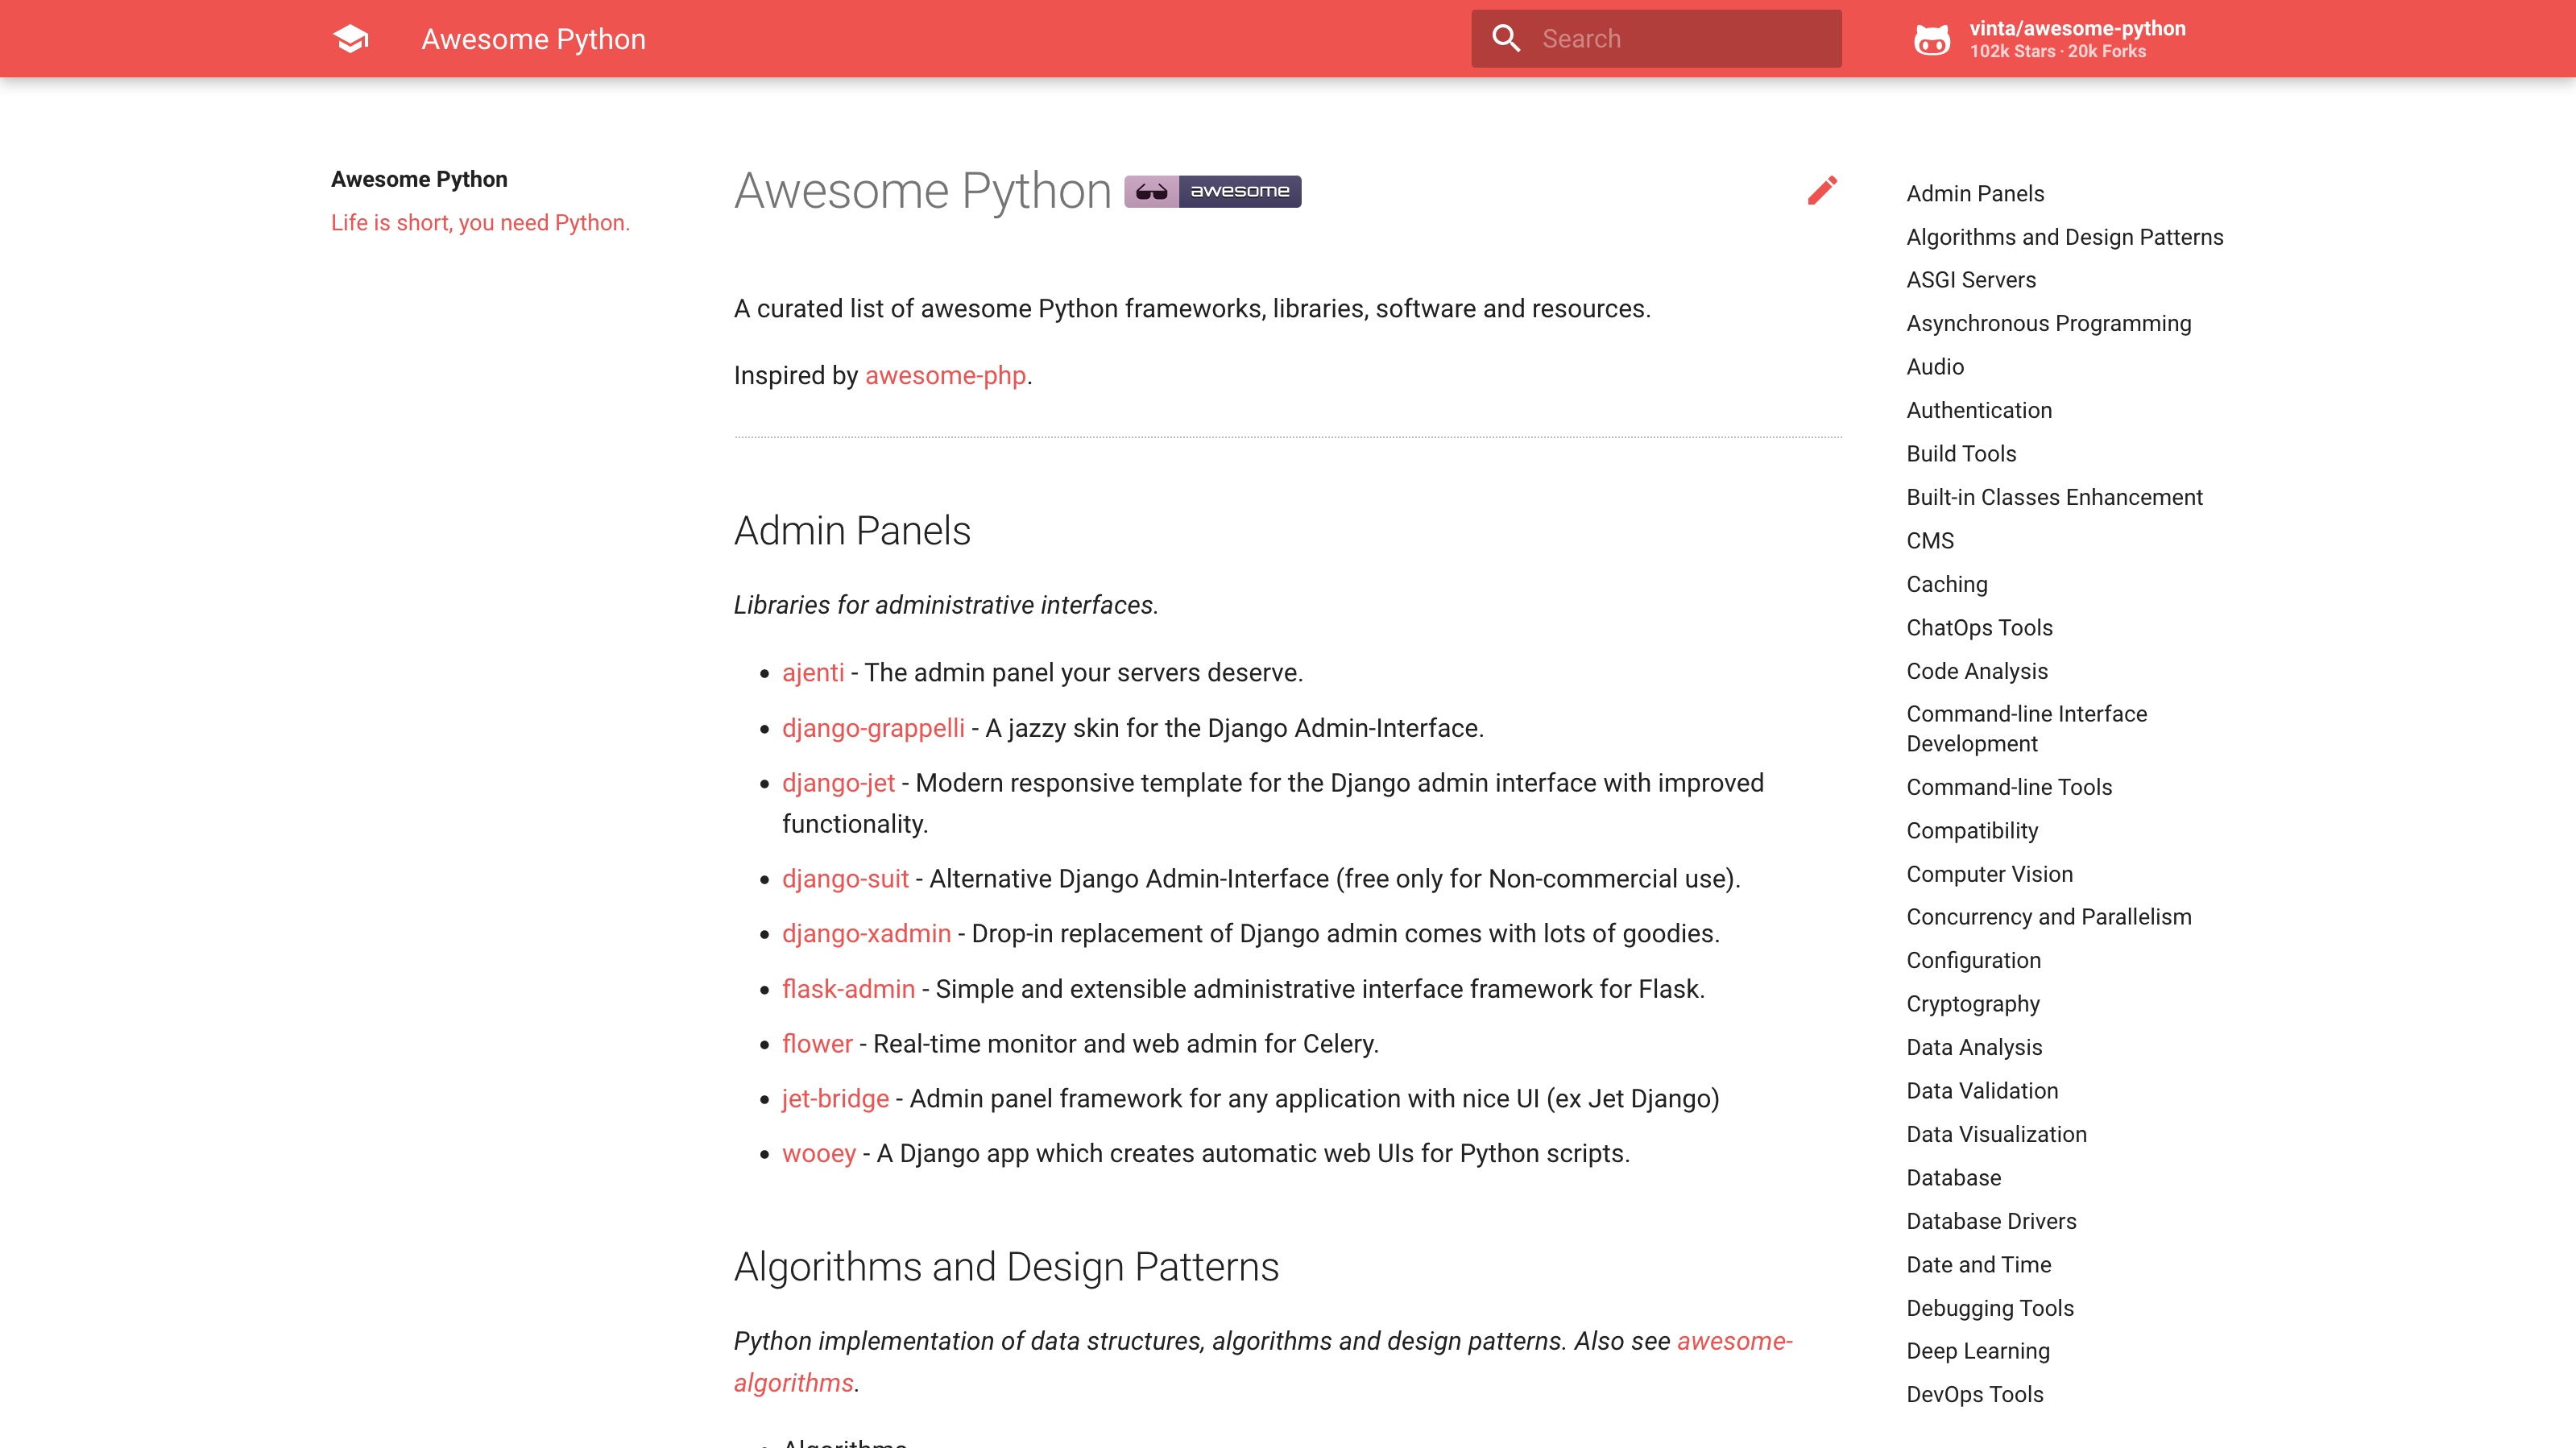 Awesome Python
Search
vinta/awesome-python
102k Stars · 20k Forks
Awesome Python
Life is short, you need Python.
Awesome Python awesome
A curated list of awesome Python frameworks, libraries, software and resources.
Inspired by awesome-php.
Admin Panels
Libraries for administrative interfaces.
ajenti - The admin panel your servers deserve.
django-grappelli - A jazzy skin for the Django Admin-Interface.
django-jet - Modern responsive template for the Django admin interface with improved
functionality.
django-suit - Alternative Django Admin-Interface (free only for Non-commercial use).
django-xadmin - Drop-in replacement of Django admin comes with lots of goodies.
flask-admin - Simple and extensible administrative interface framework for Flask.
flower - Real-time monitor and web admin for Celery.
jet-bridge - Admin panel framework for any application with nice UI (ex Jet Django)
wooey - A Django app which creates automatic web UIs for Python scripts.
Algorithms and Design Patterns
Python implementation of data structures, algorithms and design patterns. Also see awesome-
algorithms.
Algorithms
Admin Panels
Algorithms and Design Patterns
ASGI Servers
Asynchronous Programming
Audio
Authentication
Build Tools
Built-in Classes Enhancement
CMS
Caching
ChatOps Tools
Code Analysis
Command-line Interface
Development
Command-line Tools
Compatibility
Computer Vision
Concurrency and Parallelism
Configuration
Cryptography
Data Analysis
Data Validation
Data Visualization
Database
Database Drivers
Date and Time
Debugging Tools
Deep Learning
DevOps Tools